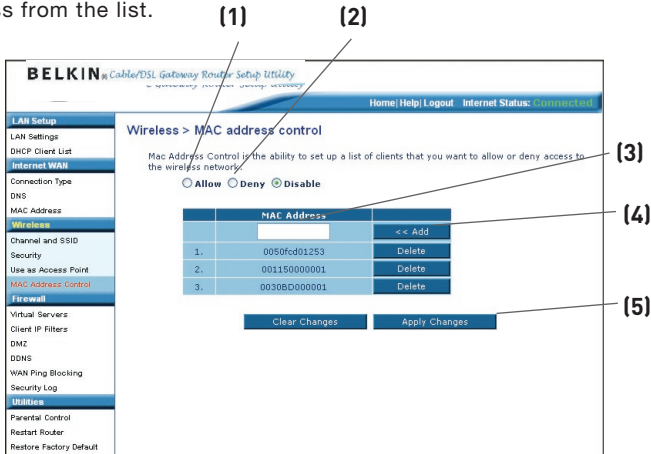 ss from the list.
(1) (2)
BELKIN® Cable/DSL Gateway Router Setup Utility
Home|Help|Logout Internet Status: Connected
LAN Setup
LAN Settings
DHCP Client List
Internet WAN
Connection Type
DNS
MAC Address
Wireless
Channel and SSID
Security
Use as Access Point
MAC Address Control
Firewall
Virtual Servers
Client IP Filters
DMZ
DDNS
WAN Ping Blocking
Security Log
Utilities
Parental Control
Restart Router
Restore Factory Default
Wireless > MAC address control
Mac Address Control is the ability to set up a list of clients that you want to allow or deny access to
the wireless network.
Allow Deny Disable
MAC Address
<< Add
1. 0050fcd01253 Delete
2. 001150000001 Delete
3. 0030BD000001 Delete
Clear Changes Apply Changes
(3)
(4)
(5)